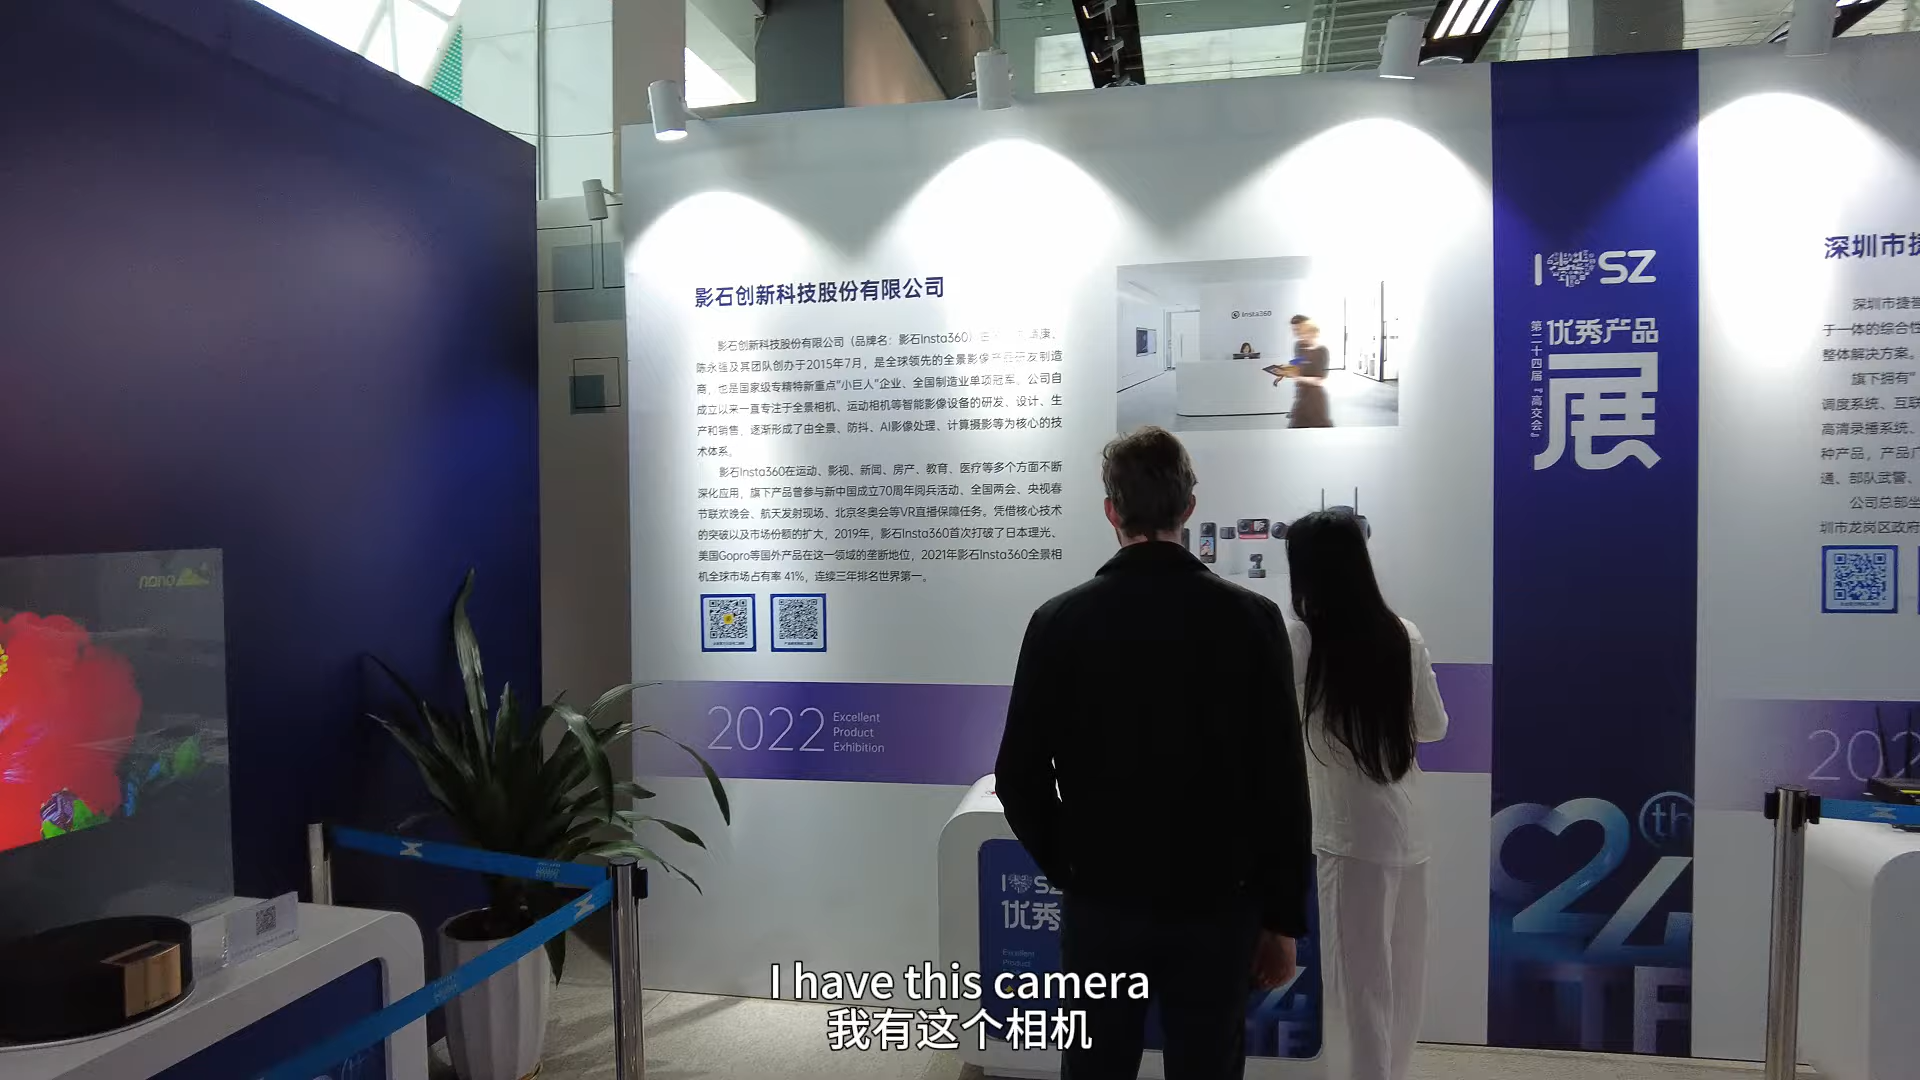 影石创新科技股份有限公司
影石创新科技股份有限公司（品牌名：影石Insta360）
陈永强及其团队创办于2015年7月，是全球领先的全景影像产品研发制造
商，也是国家级专精特新重点“小巨人”企业、全国制造业单项冠军。公司自
成立以来一直专注于全景相机、运动相机等智能影像设备的研发、设计、生
产和销售，逐渐形成了由全景、防抖、AI影像处理、计算摄影等为核心的技
术体系。
影石Insta360在运动、影视、新闻、房产、教育、医疗等多个方面不断
深化应用，旗下产品曾参与新中国成立70周年阅兵活动、全国两会、央视春
节联欢晚会、航天发射现场、北京冬奥会等VR直播保障任务。凭借核心技术
的突破以及市场份额的扩大，2019年，影石Insta360首次打破了日本理光、
美国Gopro等国外产品在这一领域的垄断地位，2021年影石Insta360全景相
机全球市场占有率 41%，连续三年排名世界第一。
Insta360
2022
Excellent
Product
Exhibition
I SZ
第二十四届『高交会』
优秀产品
展
24th
深圳市捷
深圳市捷
于一体的综合性
整体解决方案。
旗下拥有“
调度系统、互联
高清录播系统、
种产品，产品广
通、部队武警、
公司总部坐
圳市龙岗区政府
202
nano
I SZ
优秀
Excellent
Product
I have this camera
我有这个相机